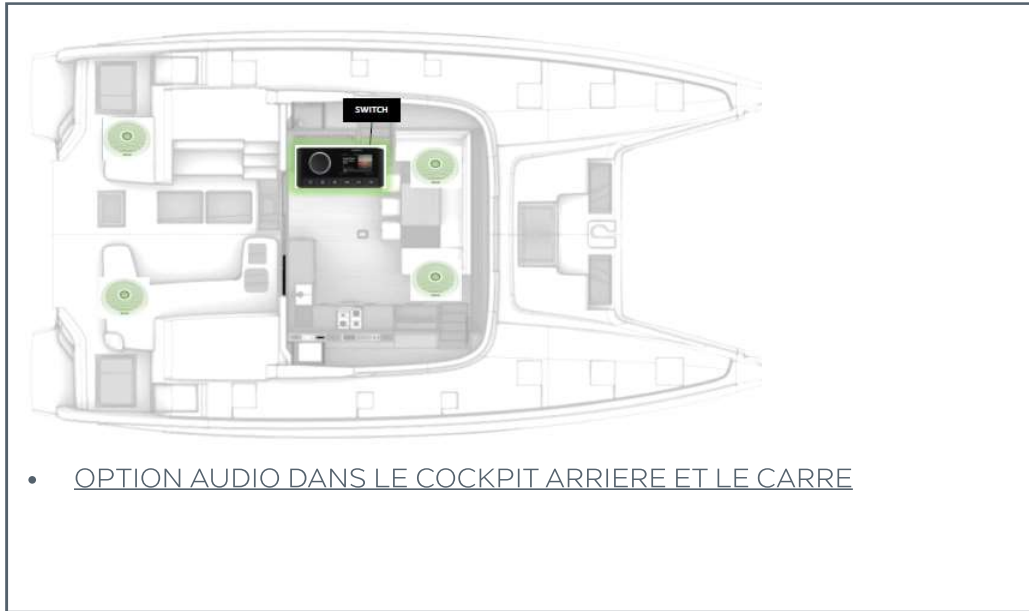 SWITCH
• OPTION AUDIO DANS LE COCKPIT ARRIERE ET LE CARRE